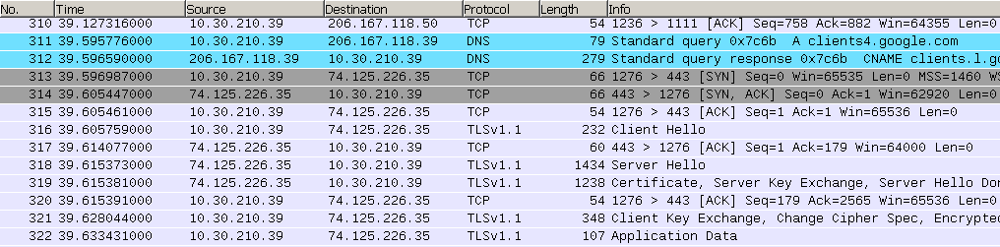 No. Time Source Destination Protocol Length Info
310 39.127316000 10.30.210.39 206.167.118.50 TCP 54 1236 > 1111 [ACK] Seq=758 Ack=882 Win=64355 Len=0
311 39.595776000 10.30.210.39 206.167.118.39 DNS 79 Standard query 0x7c6b A clients4.google.com
312 39.596590000 206.167.118.39 10.30.210.39 DNS 279 Standard query response 0x7c6b CNAME clients.l.go
313 39.596987000 10.30.210.39 74.125.226.35 TCP 66 1276 > 443 [SYN] Seq=0 Win=65535 Len=0 MSS=1460 WS
314 39.605447000 74.125.226.35 10.30.210.39 TCP 66 443 > 1276 [SYN, ACK] Seq=0 Ack=1 Win=62920 Len=0
315 39.605461000 10.30.210.39 74.125.226.35 TCP 54 1276 > 443 [ACK] Seq=1 Ack=1 Win=65536 Len=0
316 39.605759000 10.30.210.39 74.125.226.35 TLSv1.1 232 Client Hello
317 39.614077000 74.125.226.35 10.30.210.39 TCP 60 443 > 1276 [ACK] Seq=1 Ack=179 Win=64000 Len=0
318 39.615373000 74.125.226.35 10.30.210.39 TLSv1.1 1434 Server Hello
319 39.615381000 74.125.226.35 10.30.210.39 TLSv1.1 1238 Certificate, Server Key Exchange, Server Hello Don
320 39.615391000 10.30.210.39 74.125.226.35 TCP 54 1276 > 443 [ACK] Seq=179 Ack=2565 Win=65536 Len=0
321 39.628044000 10.30.210.39 74.125.226.35 TLSv1.1 348 Client Key Exchange, Change Cipher Spec, Encrypte
322 39.633431000 10.30.210.39 74.125.226.35 TLSv1.1 107 Application Data